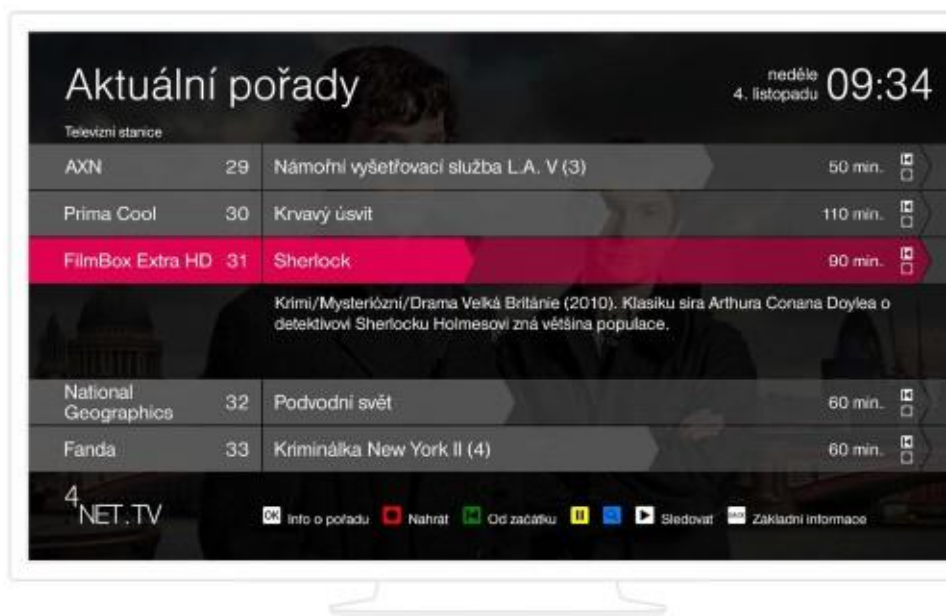 Aktuální pořady
neděle
4. listopadu 09:34
Televizní stanice
AXN 29 Námořní vyšetřovací služba L.A. V (3) 50 min.
Prima Cool 30 Krvavý úsvit 110 min.
FilmBox Extra HD 31 Sherlock 90 min.
Krimi/Mysteriózní/Drama Velká Británie (2010). Klasiku sira Arthura Conana Doylea o
detektivovi Sherlocku Holmesovi zná většina populace.
National
Geographics 32 Podvodní svět 60 min.
Fanda 33 Kriminálka New York II (4) 60 min.
4NET.TV
OK Info o pořadu Nahrát Od začátku Sledovat BACK Základní informace